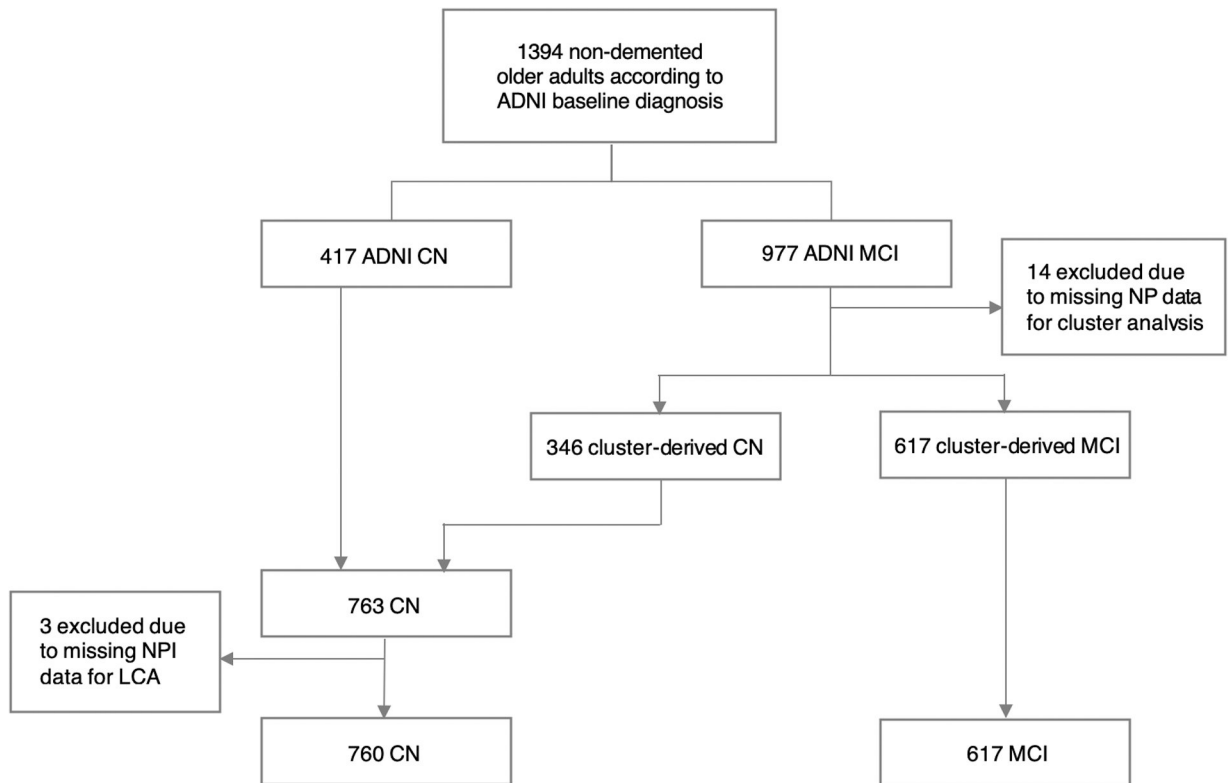 1394 non-demented
older adults according to
ADNI baseline diagnosis
417 ADNI CN
977 ADNI MCI
14 excluded due
to missing NP data
for cluster analvsis
346 cluster-derived CN
617 cluster-derived MCI
763 CN
3 excluded due
to missing NPI
data for LCA
760 CN
617 MCI